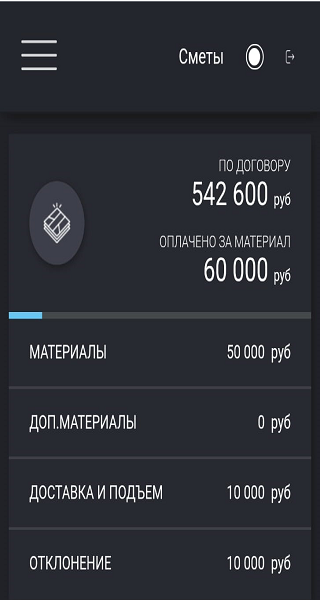 Сметы
ПО ДОГОВОРУ
542 600 руб
ОПЛАЧЕНО ЗА МАТЕРИАЛ
60 000 руб
МАТЕРИАЛЫ 50 000 руб
ДОП.МАТЕРИАЛЫ 0 руб
ДОСТАВКА И ПОДЪЕМ 10 000 руб
ОТКЛОНЕНИЕ 10 000 руб